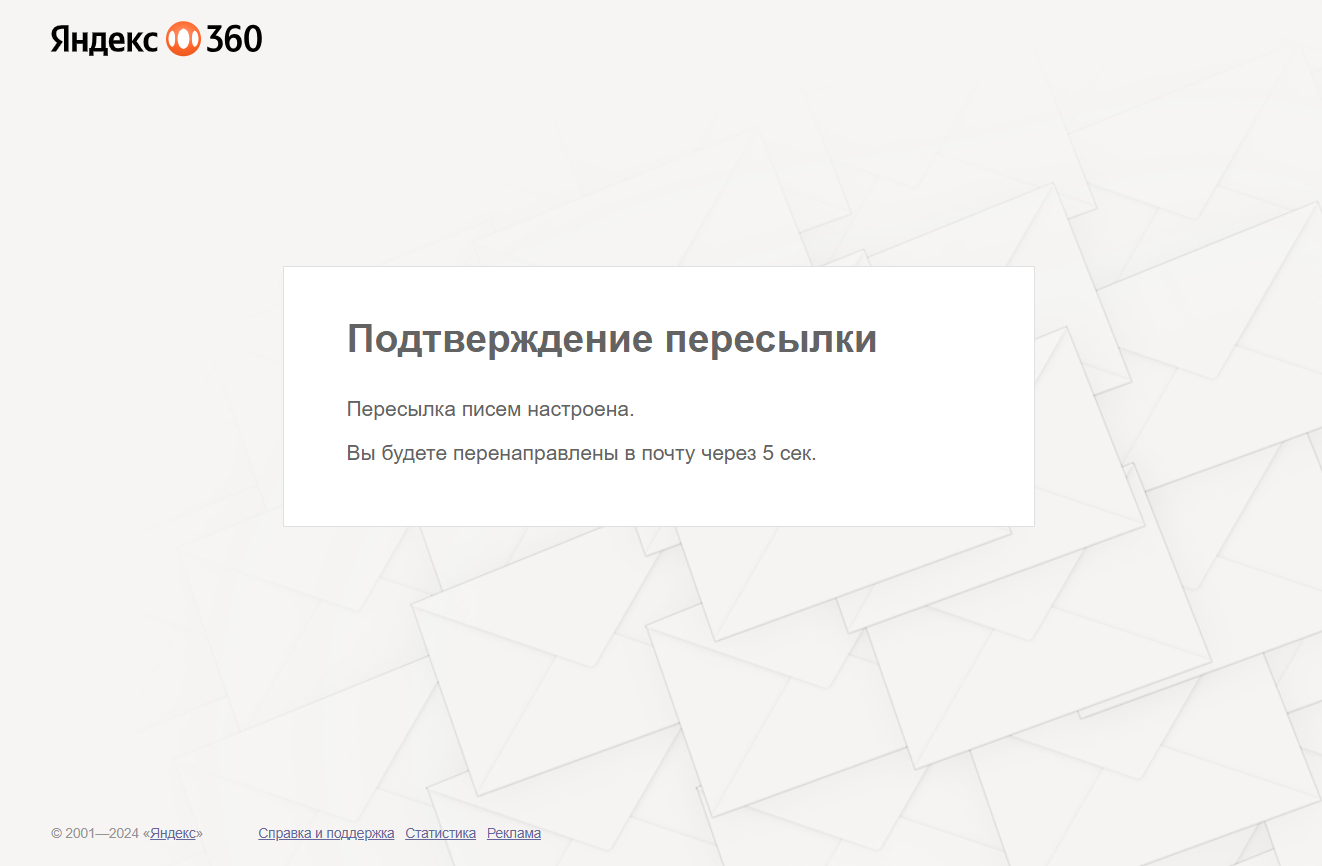 Яндекс 360
Подтверждение пересылки
Пересылка писем настроена.
Вы будете перенаправлены в почту через 5 сек.
© 2001—2024 «Яндекс» Справка и поддержка Статистика Реклама